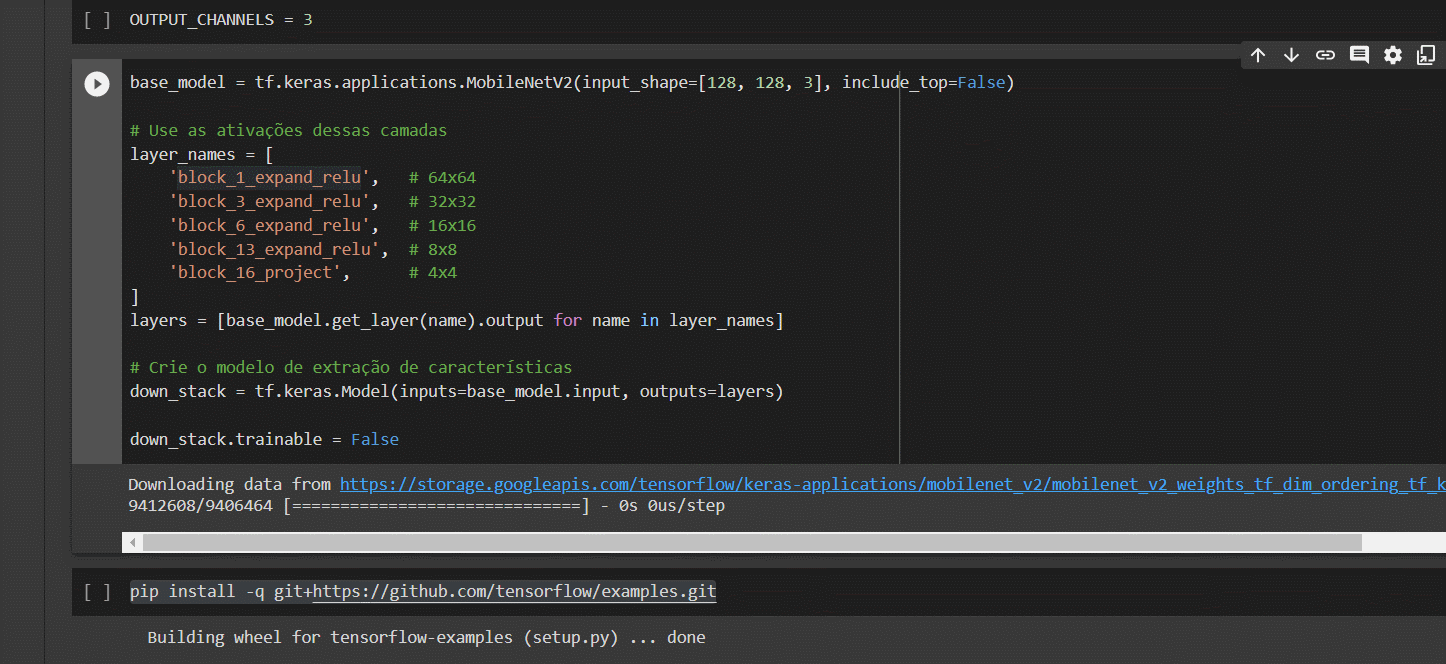 [ ] OUTPUT_CHANNELS = 3
base_model = tf.keras.applications.MobileNetV2(input_shape=[128, 128, 3], include_top=False)
# Use as ativações dessas camadas
layer_names = [
    'block_1_expand_relu',   # 64x64
    'block_3_expand_relu',   # 32x32
    'block_6_expand_relu',   # 16x16
    'block_13_expand_relu',  # 8x8
    'block_16_project',      # 4x4
]
layers = [base_model.get_layer(name).output for name in layer_names]
# Crie o modelo de extração de características
down_stack = tf.keras.Model(inputs=base_model.input, outputs=layers)
down_stack.trainable = False
Downloading data from https://storage.googleapis.com/tensorflow/keras-applications/mobilenet_v2/mobilenet_v2_weights_tf_dim_ordering_tf_k
9412608/9406464 [==============================] - 0s 0us/step
[ ] pip install -q git+https://github.com/tensorflow/examples.git
Building wheel for tensorflow-examples (setup.py) ... done